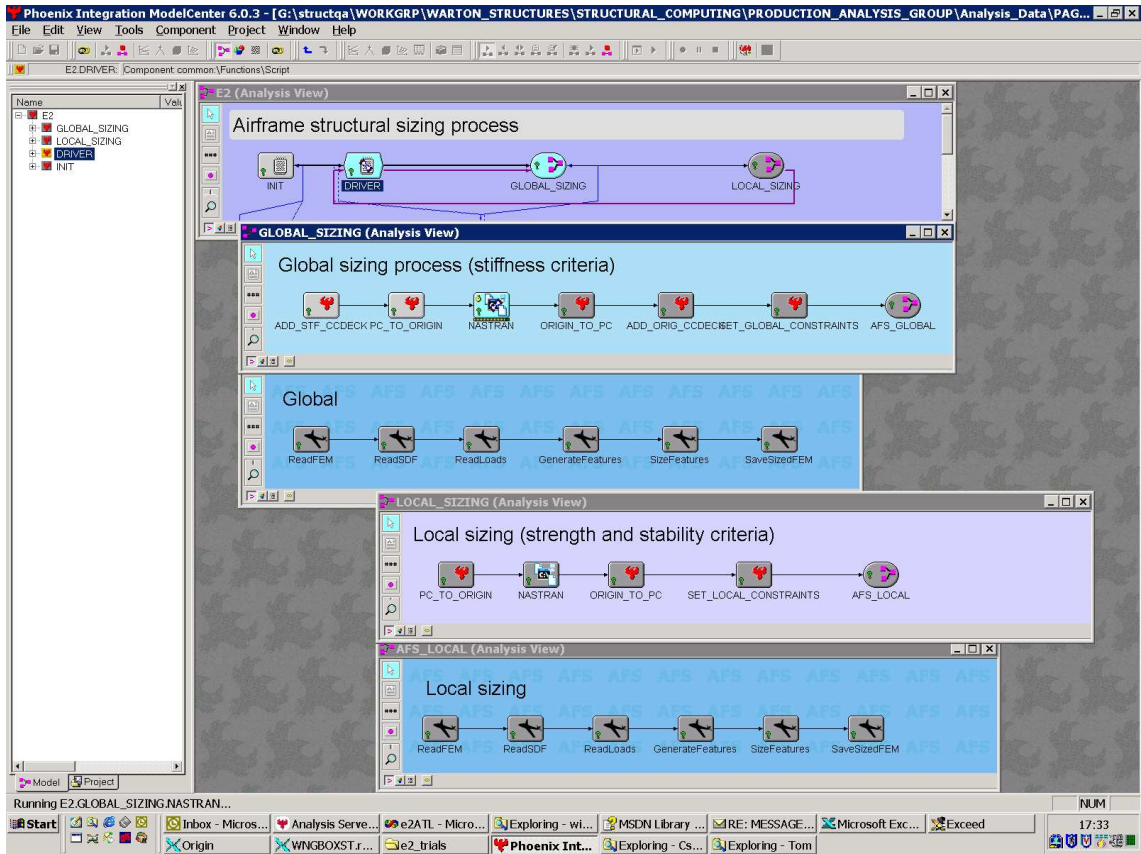 Phoenix Integration ModelCenter 6.0.3 - [G:\structqa\WORKGRP\WARTON_STRUCTURES\STRUCTURAL_COMPUTING\PRODUCTION_ANALYSIS_GROUP\Analysis_Data\PAG...
File Edit View Tools Component Project Window Help
E2.DRIVER: Component: common:\Functions\Script
Name Valu
E2
GLOBAL_SIZING
LOCAL_SIZING
DRIVER
INIT
E2 (Analysis View)
Airframe structural sizing process
INIT DRIVER GLOBAL_SIZING LOCAL_SIZING
GLOBAL_SIZING (Analysis View)
Global sizing process (stiffness criteria)
ADD_STF_CCDECK PC_TO_ORIGIN NASTRAN ORIGIN_TO_PC ADD_ORIG_CCDECK SET_GLOBAL_CONSTRAINTS AFS_GLOBAL
Global
ReadFEM ReadSDF ReadLoads GenerateFeatures SizeFeatures SaveSizedFEM
LOCAL_SIZING (Analysis View)
Local sizing (strength and stability criteria)
PC_TO_ORIGIN NASTRAN ORIGIN_TO_PC SET_LOCAL_CONSTRAINTS AFS_LOCAL
AFS_LOCAL (Analysis View)
Local sizing
ReadFEM ReadSDF ReadLoads GenerateFeatures SizeFeatures SaveSizedFEM
Model Project
Running E2.GLOBAL_SIZING.NASTRAN... NUM
Start Inbox - Micros... Analysis Serve... e2ATL - Micro... Exploring - wi... MSDN Library ... RE: MESSAGE... Microsoft Exc... Exceed 17:33
Origin WNGBOXST.r... e2_trials Phoenix Int... Exploring - Cs... Exploring - Tom